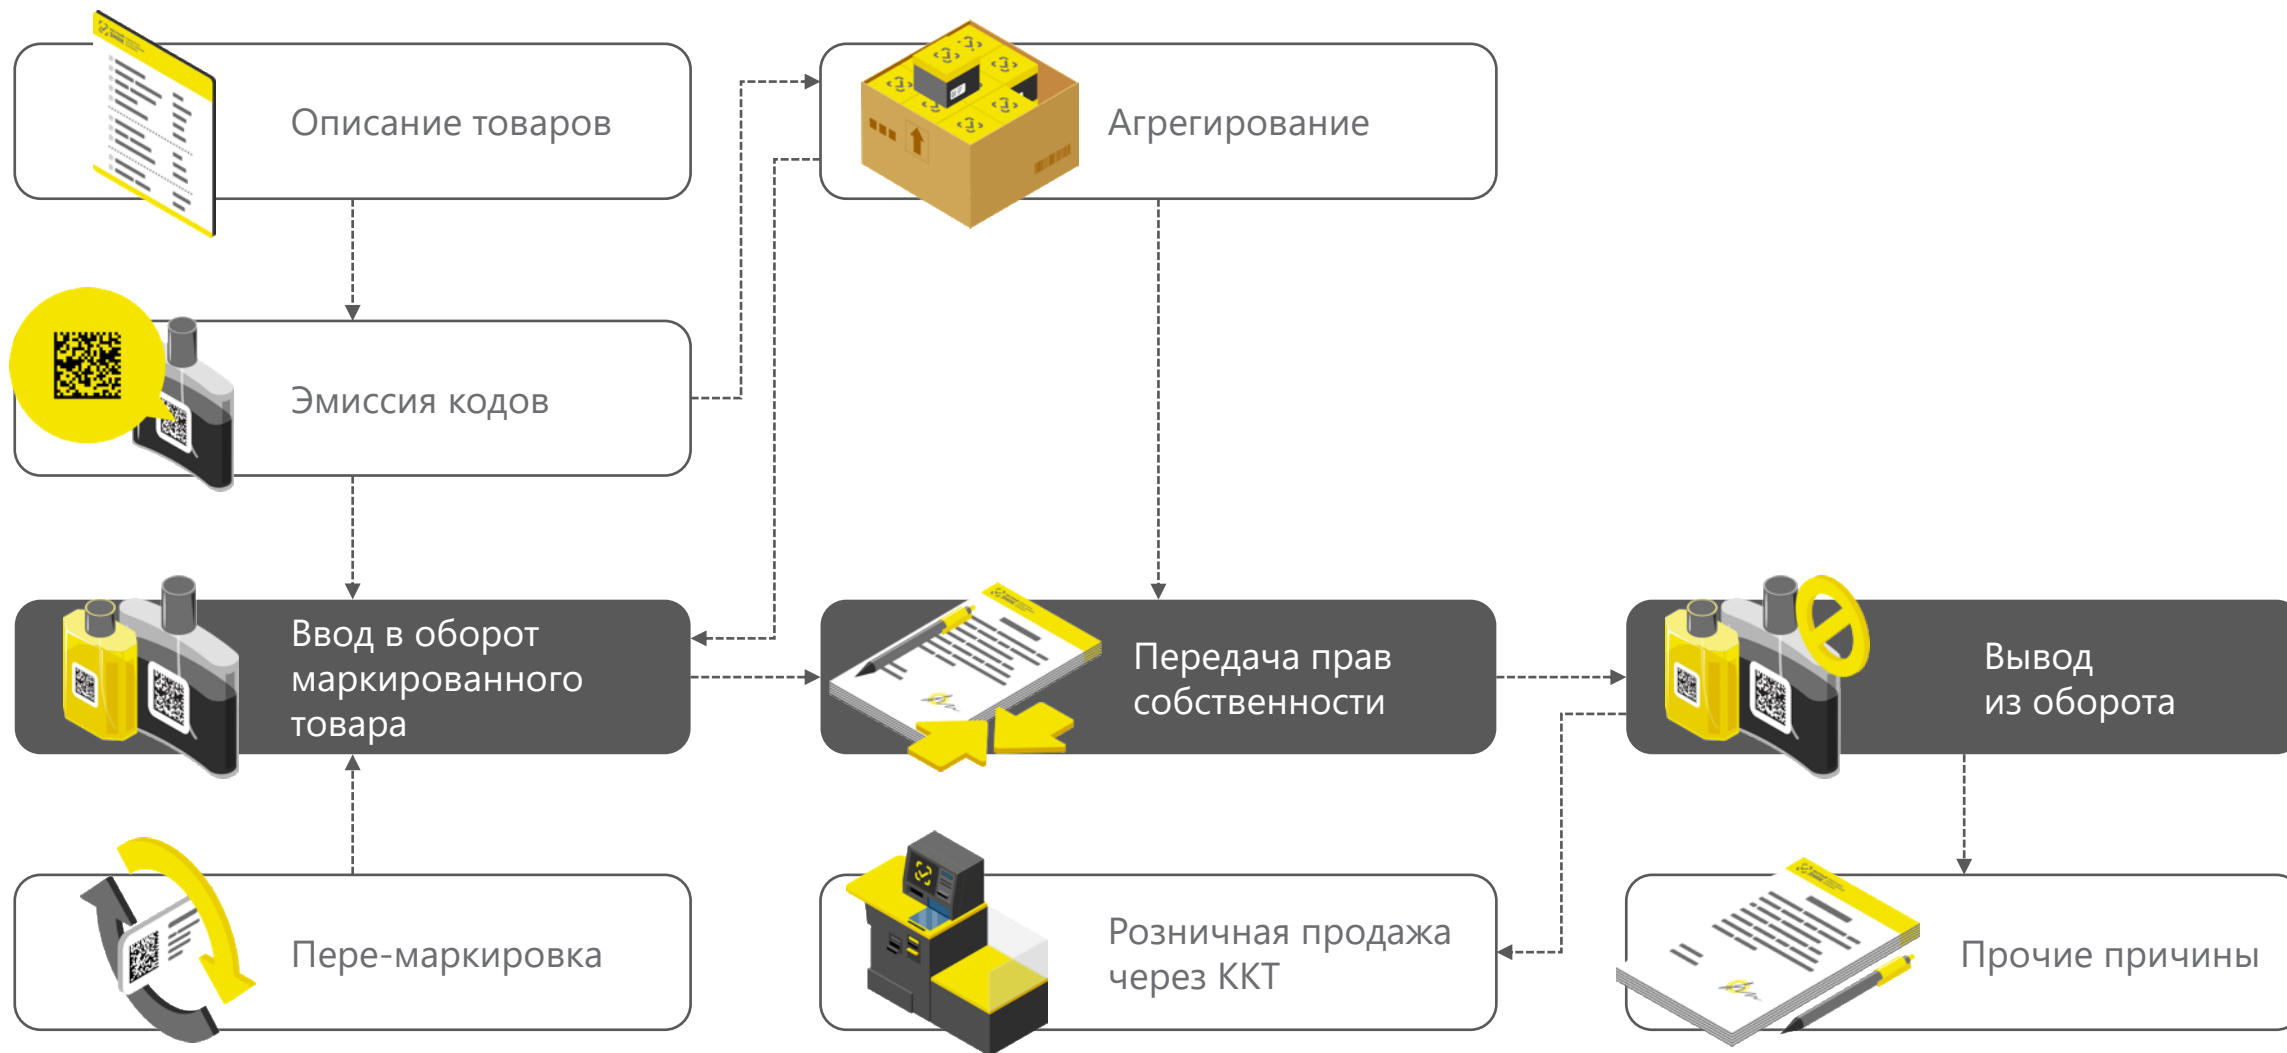 Описание товаров
Агрегирование
Эмиссия кодов
Ввод в оборот
маркированного
товара
Передача прав
собственности
Вывод
из оборота
Пере-маркировка
Розничная продажа
через ККТ
Прочие причины